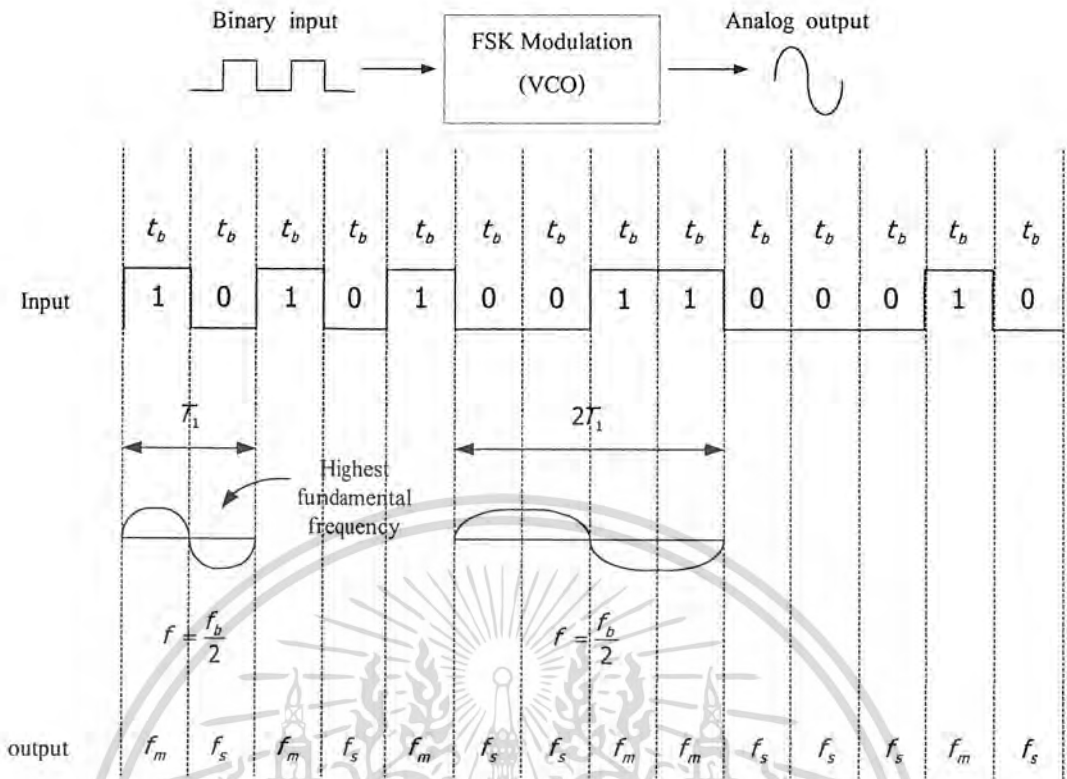 Binary input
FSK Modulation
(VCO)
Analog output
t_b t_b t_b t_b t_b t_b t_b t_b t_b t_b t_b t_b t_b t_b
Input 1 0 1 0 1 0 0 1 1 0 0 0 1 0
T_1 2T_1
Highest
fundamental
frequency
f = f_b/2 f = f_b/2
output f_m f_s f_m f_s f_m f_s f_s f_m f_m f_s f_s f_s f_m f_s